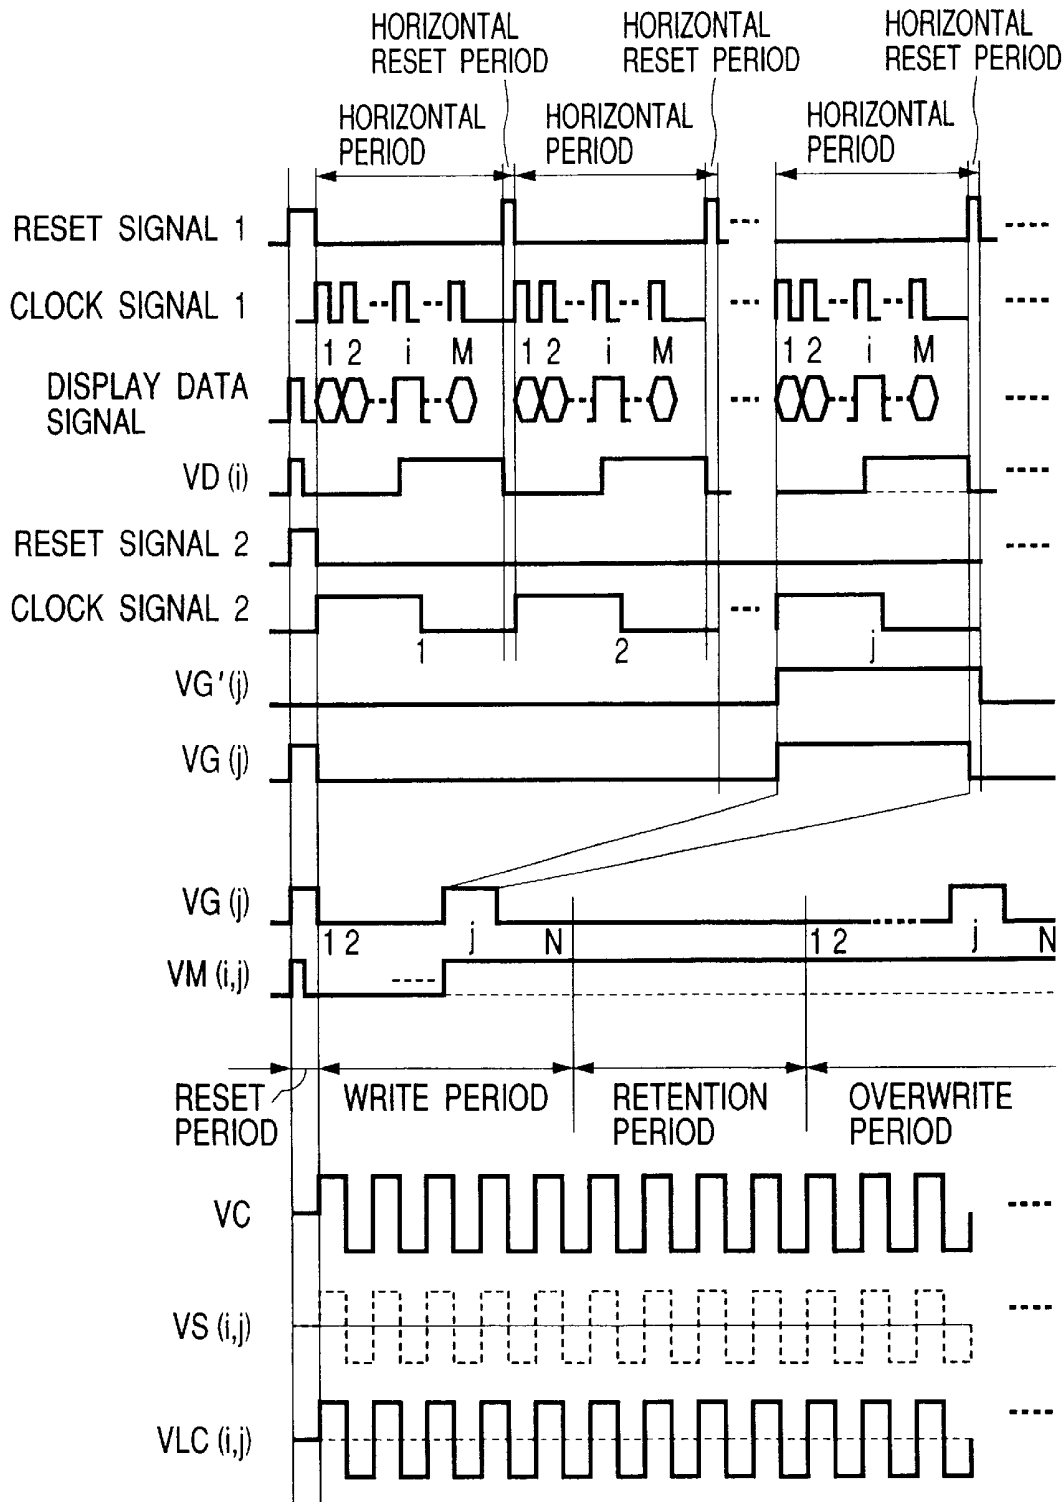 HORIZONTAL RESET PERIOD
HORIZONTAL RESET PERIOD
HORIZONTAL RESET PERIOD
HORIZONTAL PERIOD
HORIZONTAL PERIOD
HORIZONTAL PERIOD
RESET SIGNAL 1
CLOCK SIGNAL 1
1 2 i M 1 2 i M 1 2 i M
DISPLAY DATA SIGNAL
VD (i)
RESET SIGNAL 2
CLOCK SIGNAL 2
1 2 j
VG'(j)
VG (j)
VG (j)
1 2 j N 1 2 j N
VM (i,j)
RESET PERIOD
WRITE PERIOD
RETENTION PERIOD
OVERWRITE PERIOD
VC
VS (i,j)
VLC (i,j)